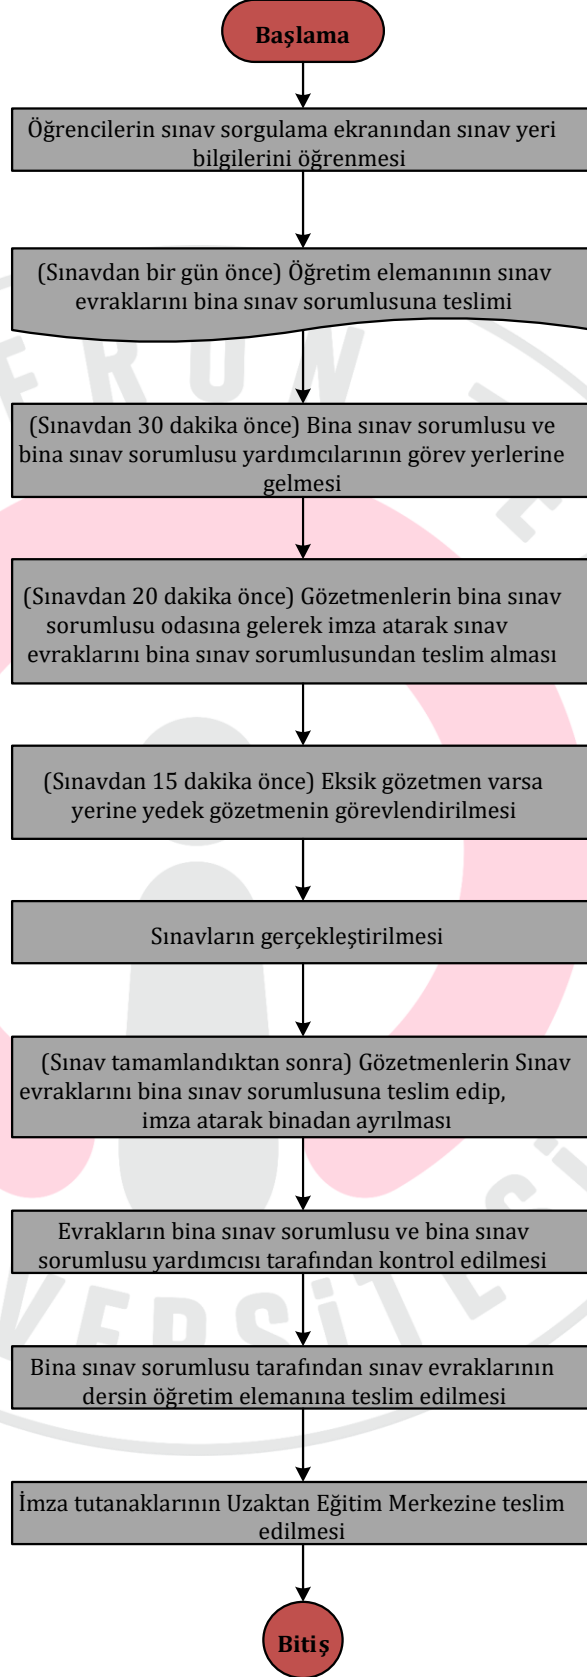 Başlama
Öğrencilerin sınav sorgulama ekranından sınav yeri
bilgilerini öğrenmesi
(Sınavdan bir gün önce) Öğretim elemanının sınav
evraklarını bina sınav sorumlusuna teslimi
(Sınavdan 30 dakika önce) Bina sınav sorumlusu ve
bina sınav sorumlusu yardımcılarının görev yerlerine
gelmesi
(Sınavdan 20 dakika önce) Gözetmenlerin bina sınav
sorumlusu odasına gelerek imza atarak sınav
evraklarını bina sınav sorumlusundan teslim alması
(Sınavdan 15 dakika önce) Eksik gözetmen varsa
yerine yedek gözetmenin görevlendirilmesi
Sınavların gerçekleştirilmesi
(Sınav tamamlandıktan sonra) Gözetmenlerin Sınav
evraklarını bina sınav sorumlusuna teslim edip,
imza atarak binadan ayrılması
Evrakların bina sınav sorumlusu ve bina sınav
sorumlusu yardımcısı tarafından kontrol edilmesi
Bina sınav sorumlusu tarafından sınav evraklarının
dersin öğretim elemanına teslim edilmesi
İmza tutanaklarının Uzaktan Eğitim Merkezine teslim
edilmesi
Bitiş